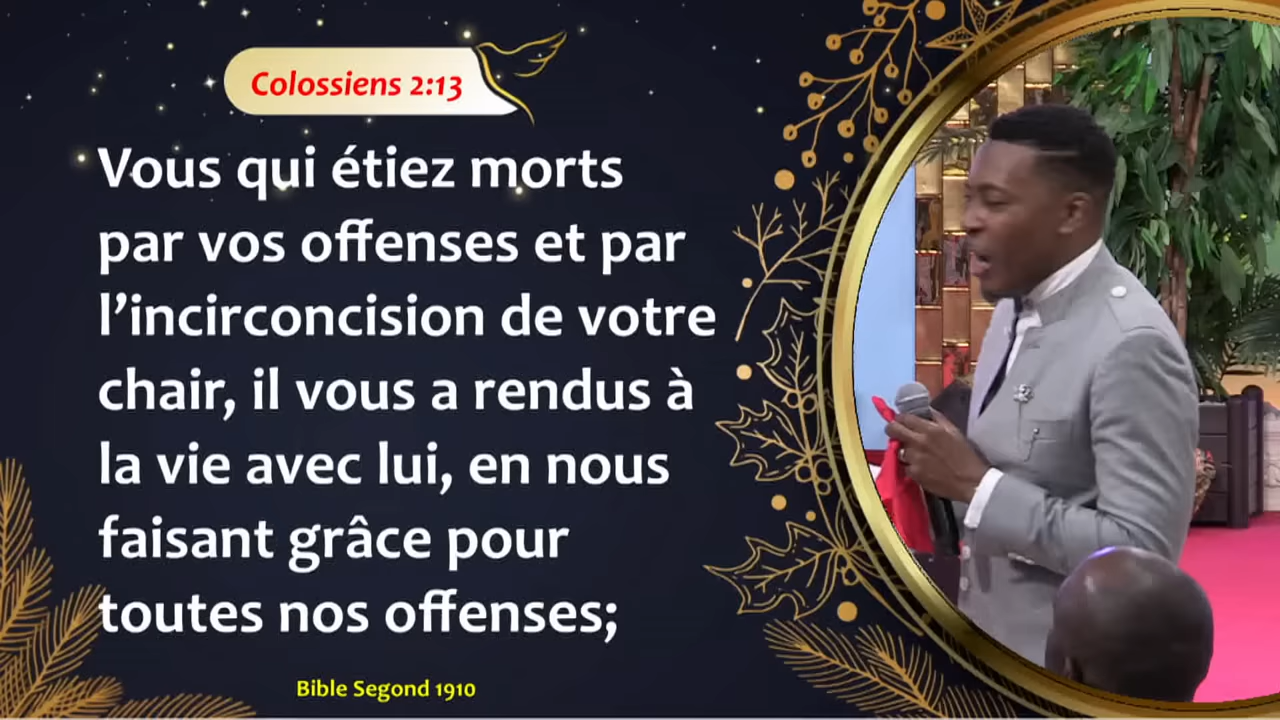 Colossiens 2:13
Vous qui étiez morts
par vos offenses et par
l’incirconcision de votre
chair, il vous a rendus à
la vie avec lui, en nous
faisant grâce pour
toutes nos offenses;
Bible Segond 1910